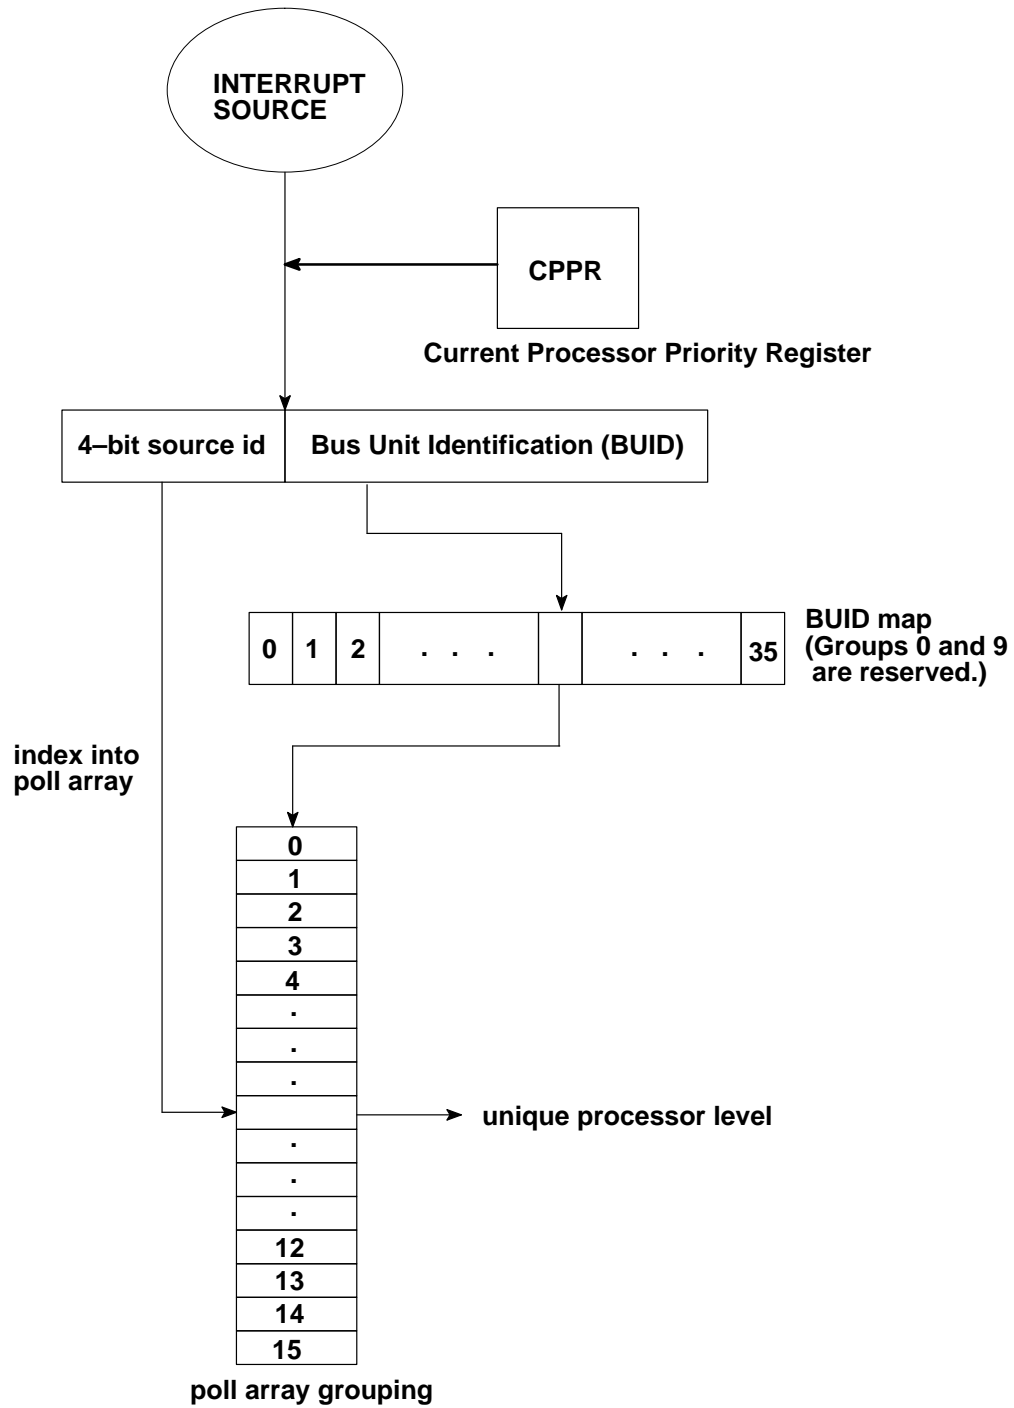 INTERRUPT
SOURCE
CPPR
Current Processor Priority Register
4–bit source id
Bus Unit Identification (BUID)
0 1 2 . . . . . . 35
BUID map
(Groups 0 and 9
are reserved.)
index into
poll array
0
1
2
3
4
.
.
.
unique processor level
.
.
.
12
13
14
15
poll array grouping